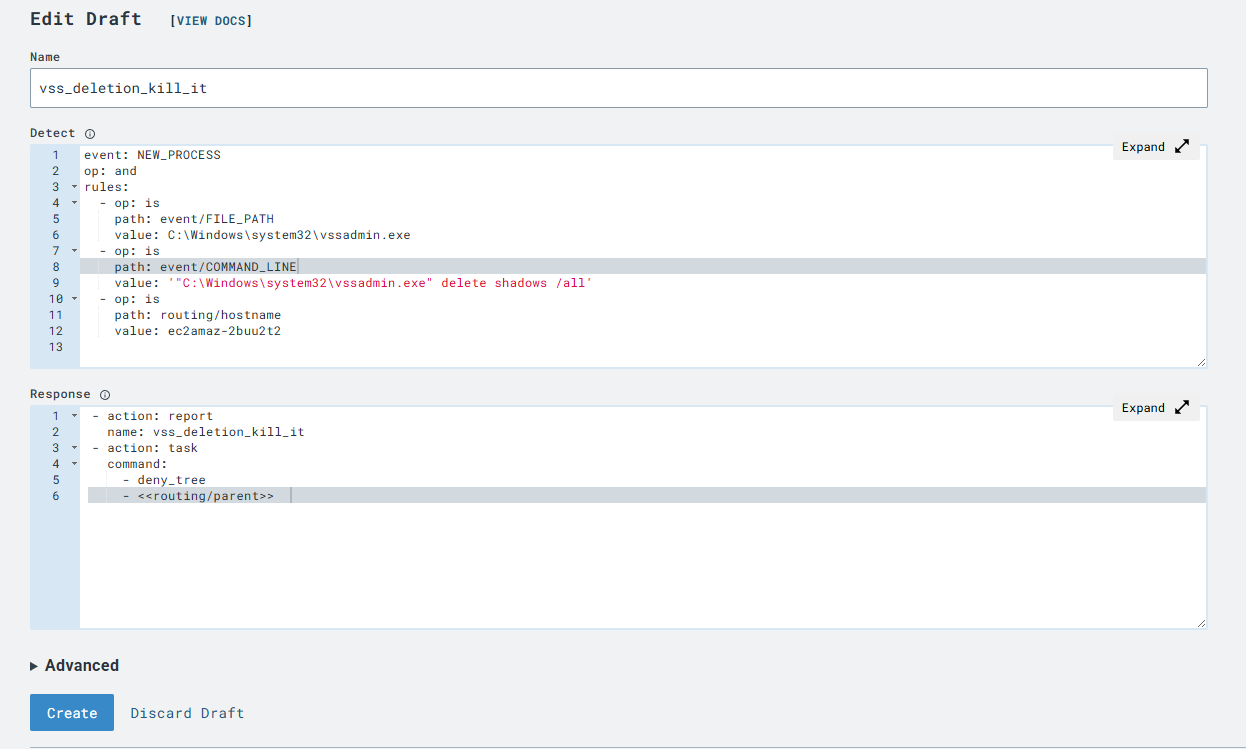 Edit Draft [VIEW DOCS]
Name
vss_deletion_kill_it
Detect
Expand
1 event: NEW_PROCESS
2 op: and
3 rules:
4 - op: is
5 path: event/FILE_PATH
6 value: C:\Windows\system32\vssadmin.exe
7 - op: is
8 path: event/COMMAND_LINE
9 value: '"C:\Windows\system32\vssadmin.exe" delete shadows /all'
10 - op: is
11 path: routing/hostname
12 value: ec2amaz-2buu2t2
13
Response
Expand
1 - action: report
2 name: vss_deletion_kill_it
3 - action: task
4 command:
5 - deny_tree
6 - <<routing/parent>>
Advanced
Create Discard Draft